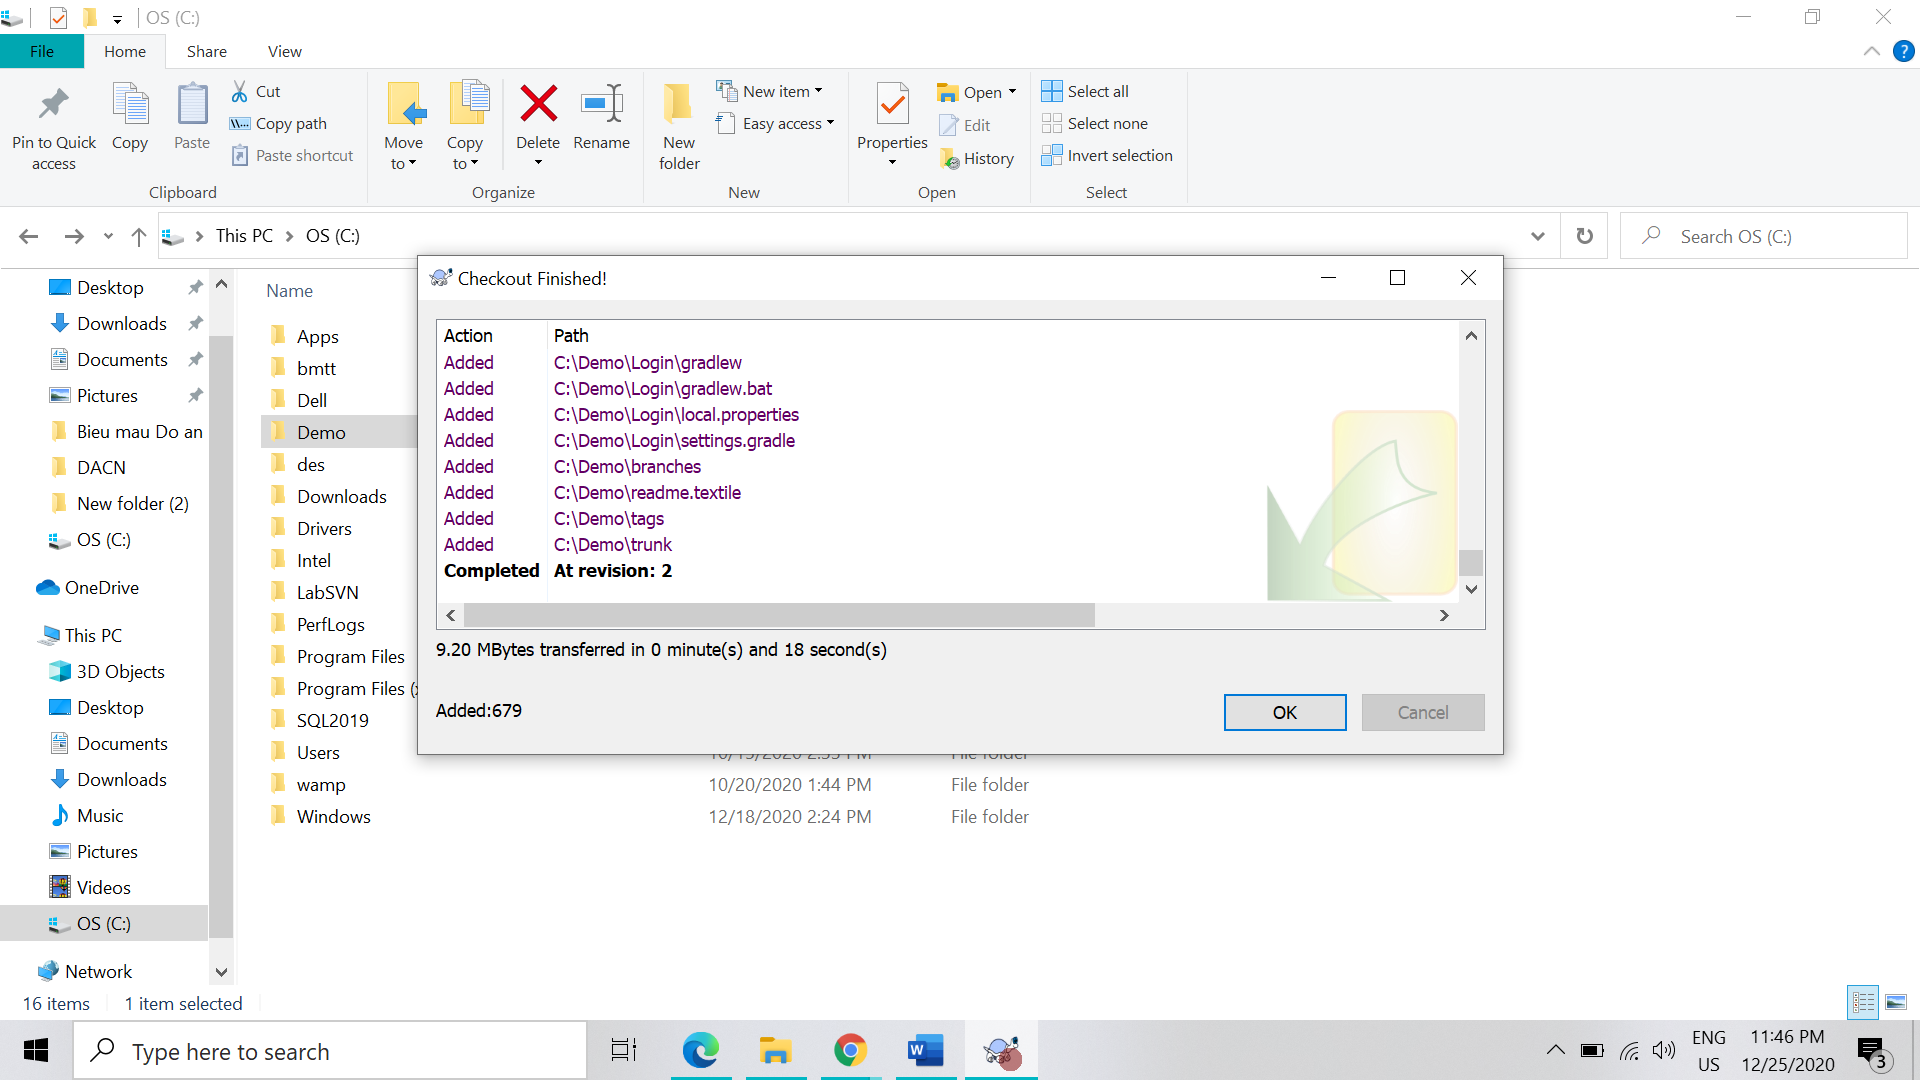 OS (C:)
File
Home
Share
View
?
Pin to Quick access
Copy
Paste
Cut
Copy path
Paste shortcut
Clipboard
Move to
Copy to
Delete
Rename
Organize
New folder
New item
Easy access
New
Properties
Open
Edit
History
Open
Select all
Select none
Invert selection
Select
This PC
OS (C:)
Search OS (C:)
Desktop
Downloads
Documents
Pictures
Bieu mau Do an
DACN
New folder (2)
OS (C:)
OneDrive
This PC
3D Objects
Desktop
Documents
Downloads
Music
Pictures
Videos
OS (C:)
Network
Name
Apps
bmtt
Dell
Demo
des
Downloads
Drivers
Intel
LabSVN
PerfLogs
Program Files
Program Files (
SQL2019
Users
wamp 10/20/2020 1:44 PM File folder
Windows 12/18/2020 2:24 PM File folder
Checkout Finished!
Action Path
Added C:\Demo\Login\gradlew
Added C:\Demo\Login\gradlew.bat
Added C:\Demo\Login\local.properties
Added C:\Demo\Login\settings.gradle
Added C:\Demo\branches
Added C:\Demo\readme.textile
Added C:\Demo\tags
Added C:\Demo\trunk
Completed At revision: 2
9.20 MBytes transferred in 0 minute(s) and 18 second(s)
Added:679
OK
Cancel
16 items
1 item selected
Type here to search
W
ENG
US
11:46 PM
12/25/2020
3